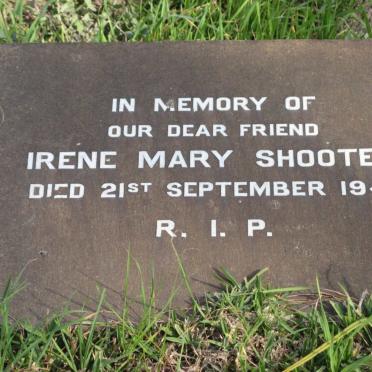 IN MEMORY OF
OUR DEAR FRIEND
IRENE MARY SHOOTE
DIED 21ST SEPTEMBER 19
R. I. P.